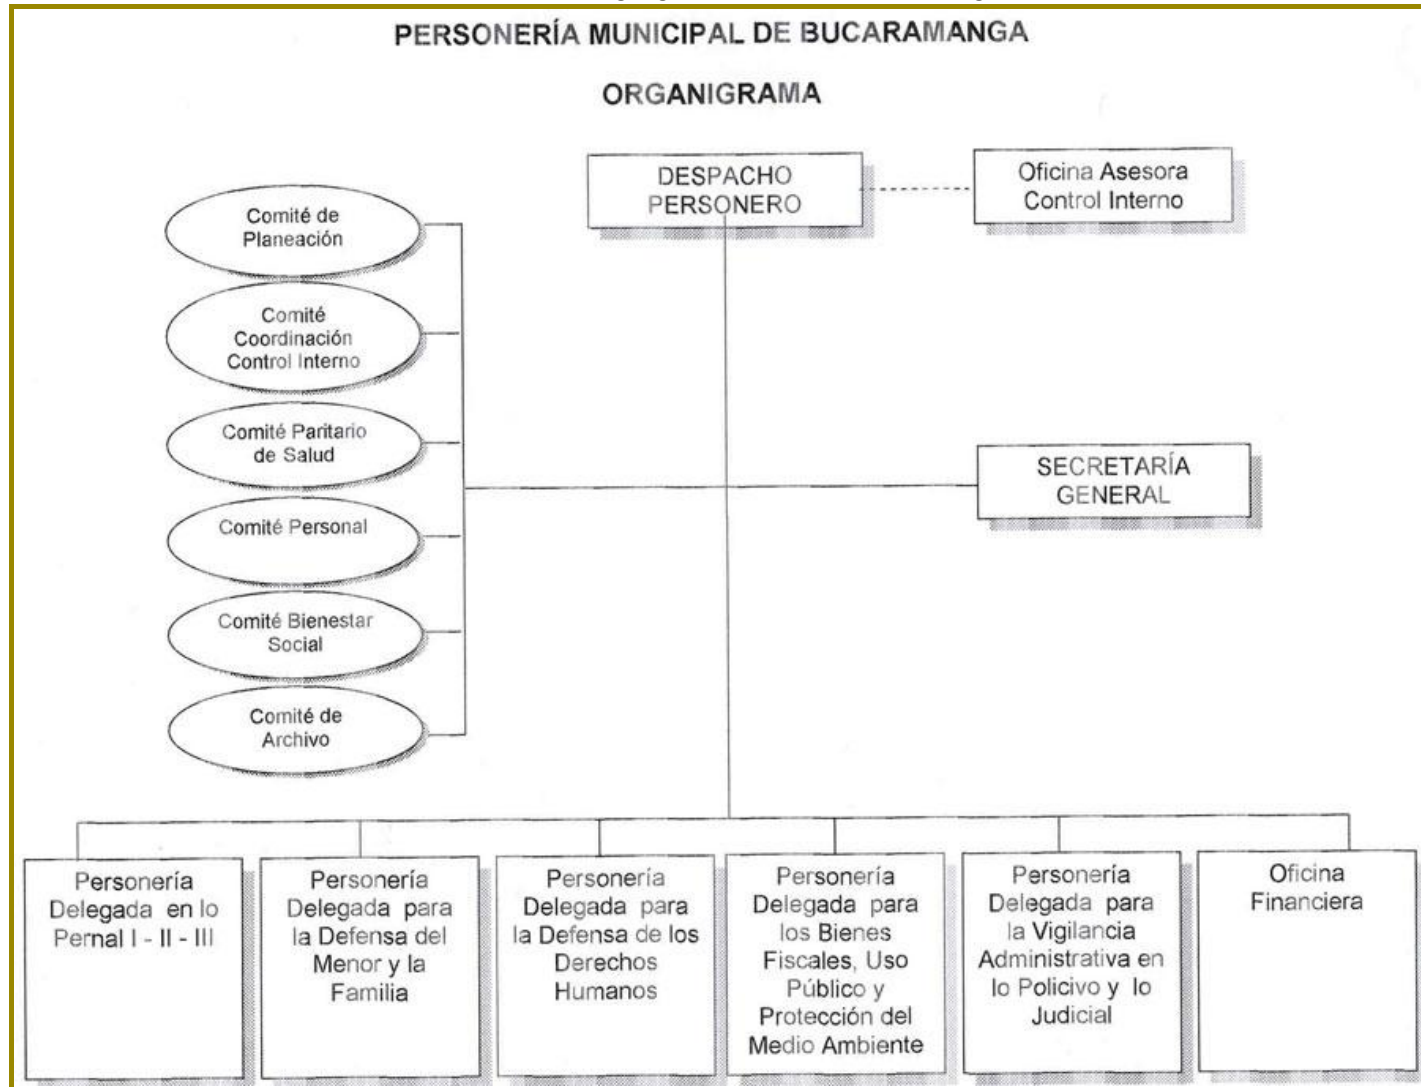 PERSONERÍA MUNICIPAL DE BUCARAMANGA
ORGANIGRAMA
DESPACHO
PERSONERO
Oficina Asesora
Control Interno
Comité de
Planeación
Comité
Coordinación
Control Interno
Comité Paritario
de Salud
Comité Personal
Comité Bienestar
Social
Comité de
Archivo
SECRETARÍA
GENERAL
Personería
Delegada en lo
Pernal I - II - III
Personería
Delegada para
la Defensa del
Menor y la
Familia
Personería
Delegada para
la Defensa de los
Derechos
Humanos
Personería
Delegada para
los Bienes
Fiscales, Uso
Público y
Protección del
Medio Ambiente
Personería
Delegada para
la Vigilancia
Administrativa en
lo Policivo y lo
Judicial
Oficina
Financiera